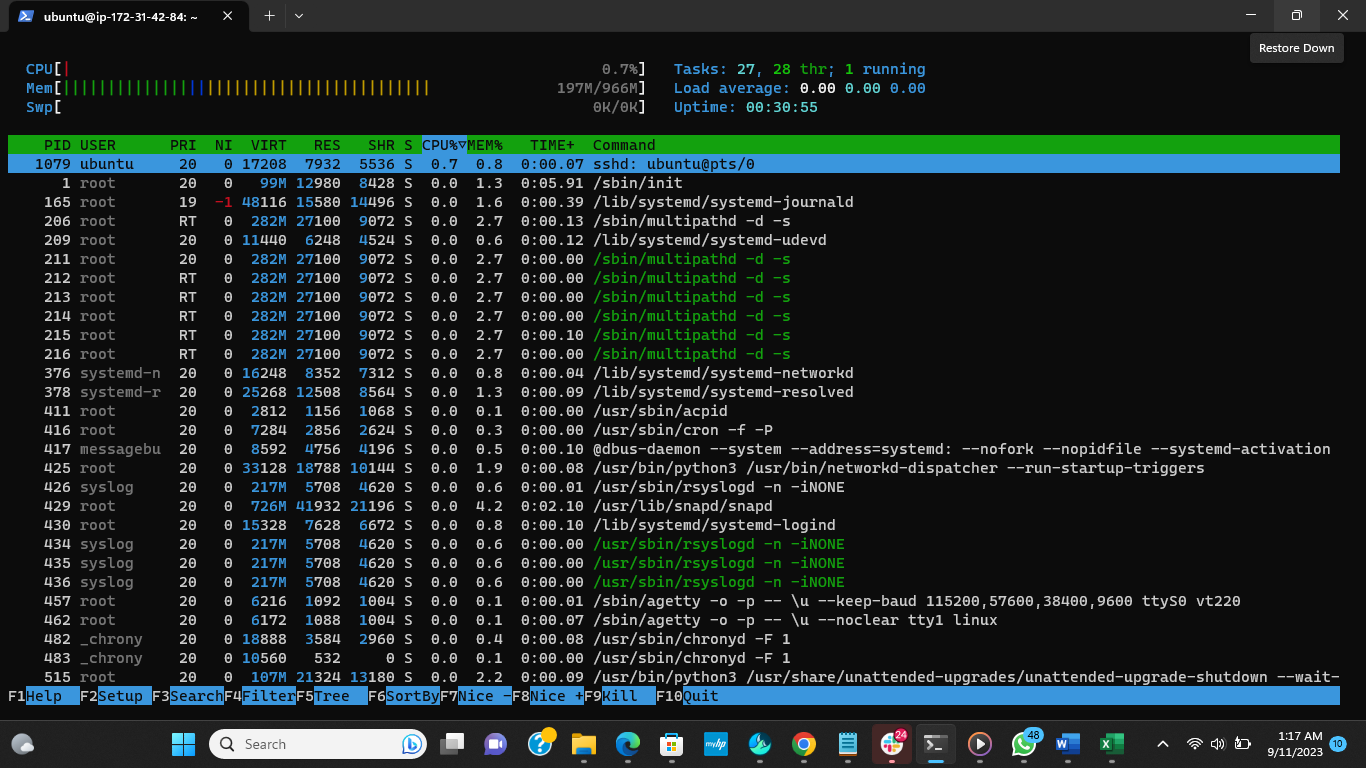 ubuntu@ip-172-31-42-84: ~
Restore Down
CPU[| 0.7%] Tasks: 27, 28 thr; 1 running
Mem[||||||||||||||||||||||||||||||||||||||||| 197M/966M] Load average: 0.00 0.00 0.00
Swp[ 0K/0K] Uptime: 00:30:55
PID USER PRI NI VIRT RES SHR S CPU%▽MEM% TIME+ Command
1079 ubuntu 20 0 17208 7932 5536 S 0.7 0.8 0:00.07 sshd: ubuntu@pts/0
1 root 20 0 99M 12980 8428 S 0.0 1.3 0:05.91 /sbin/init
165 root 19 -1 48116 15580 14496 S 0.0 1.6 0:00.39 /lib/systemd/systemd-journald
206 root RT 0 282M 27100 9072 S 0.0 2.7 0:00.13 /sbin/multipathd -d -s
209 root 20 0 11440 6248 4524 S 0.0 0.6 0:00.12 /lib/systemd/systemd-udevd
211 root 20 0 282M 27100 9072 S 0.0 2.7 0:00.00 /sbin/multipathd -d -s
212 root RT 0 282M 27100 9072 S 0.0 2.7 0:00.00 /sbin/multipathd -d -s
213 root RT 0 282M 27100 9072 S 0.0 2.7 0:00.00 /sbin/multipathd -d -s
214 root RT 0 282M 27100 9072 S 0.0 2.7 0:00.00 /sbin/multipathd -d -s
215 root RT 0 282M 27100 9072 S 0.0 2.7 0:00.10 /sbin/multipathd -d -s
216 root RT 0 282M 27100 9072 S 0.0 2.7 0:00.00 /sbin/multipathd -d -s
376 systemd-n 20 0 16248 8352 7312 S 0.0 0.8 0:00.04 /lib/systemd/systemd-networkd
378 systemd-r 20 0 25268 12508 8564 S 0.0 1.3 0:00.09 /lib/systemd/systemd-resolved
411 root 20 0 2812 1156 1068 S 0.0 0.1 0:00.00 /usr/sbin/acpid
416 root 20 0 7284 2856 2624 S 0.0 0.3 0:00.00 /usr/sbin/cron -f -P
417 messagebu 20 0 8592 4756 4196 S 0.0 0.5 0:00.10 @dbus-daemon --system --address=systemd: --nofork --nopidfile --systemd-activation
425 root 20 0 33128 18788 10144 S 0.0 1.9 0:00.08 /usr/bin/python3 /usr/bin/networkd-dispatcher --run-startup-triggers
426 syslog 20 0 217M 5708 4620 S 0.0 0.6 0:00.01 /usr/sbin/rsyslogd -n -iNONE
429 root 20 0 726M 41932 21196 S 0.0 4.2 0:02.10 /usr/lib/snapd/snapd
430 root 20 0 15328 7628 6672 S 0.0 0.8 0:00.10 /lib/systemd/systemd-logind
434 syslog 20 0 217M 5708 4620 S 0.0 0.6 0:00.00 /usr/sbin/rsyslogd -n -iNONE
435 syslog 20 0 217M 5708 4620 S 0.0 0.6 0:00.00 /usr/sbin/rsyslogd -n -iNONE
436 syslog 20 0 217M 5708 4620 S 0.0 0.6 0:00.00 /usr/sbin/rsyslogd -n -iNONE
457 root 20 0 6216 1092 1004 S 0.0 0.1 0:00.01 /sbin/agetty -o -p -- \u --keep-baud 115200,57600,38400,9600 ttyS0 vt220
462 root 20 0 6172 1088 1004 S 0.0 0.1 0:00.07 /sbin/agetty -o -p -- \u --noclear tty1 linux
482 _chrony 20 0 18888 3584 2960 S 0.0 0.4 0:00.08 /usr/sbin/chronyd -F 1
483 _chrony 20 0 10560 532 0 S 0.0 0.1 0:00.00 /usr/sbin/chronyd -F 1
515 root 20 0 107M 21324 13180 S 0.0 2.2 0:00.09 /usr/bin/python3 /usr/share/unattended-upgrades/unattended-upgrade-shutdown --wait-
F1Help F2Setup F3SearchF4FilterF5Tree F6SortByF7Nice -F8Nice +F9Kill F10Quit
Search
myhp
24
48
1:17 AM
9/11/2023
10